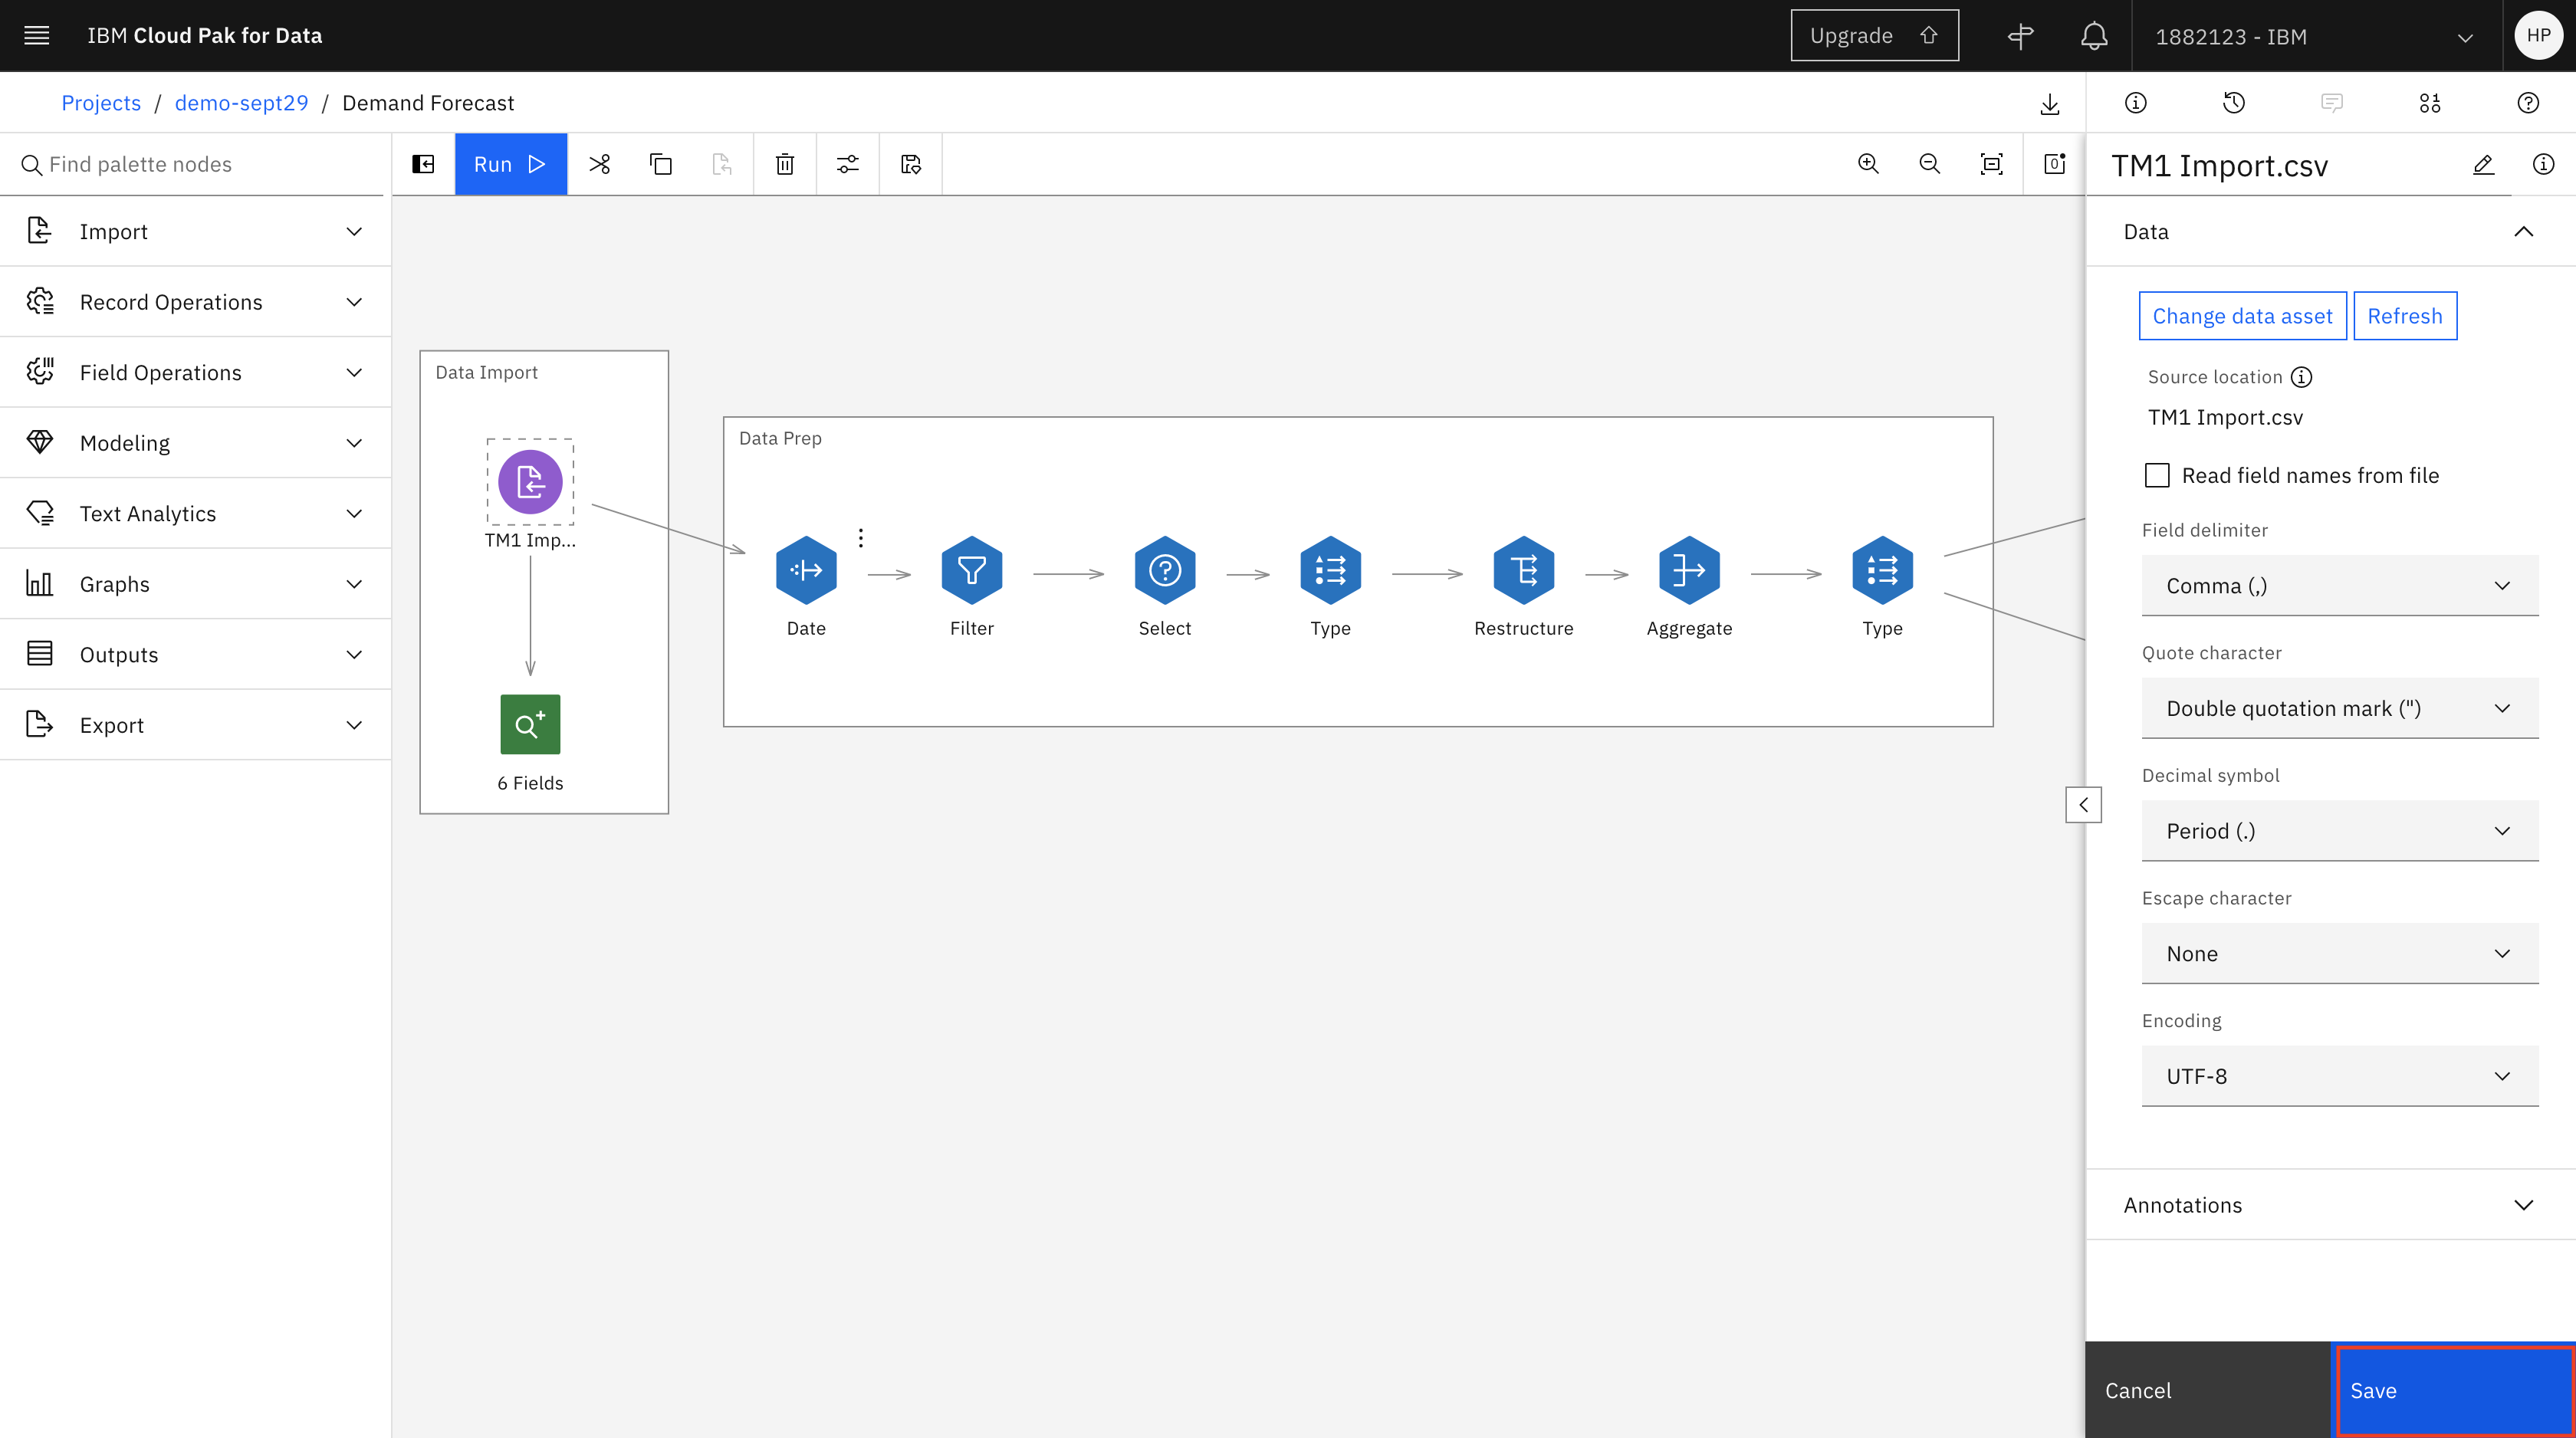 IBM Cloud Pak for Data
Upgrade
1882123 - IBM
HP
Projects / demo-sept29 / Demand Forecast
Find palette nodes
Run
TM1 Import.csv
Import
Record Operations
Field Operations
Modeling
Text Analytics
Graphs
Outputs
Export
Data Import
TM1 Imp...
6 Fields
Data Prep
Date
Filter
Select
Type
Restructure
Aggregate
Type
Data
Change data asset
Refresh
Source location
TM1 Import.csv
Read field names from file
Field delimiter
Comma (,)
Quote character
Double quotation mark (")
Decimal symbol
Period (.)
Escape character
None
Encoding
UTF-8
Annotations
Cancel
Save